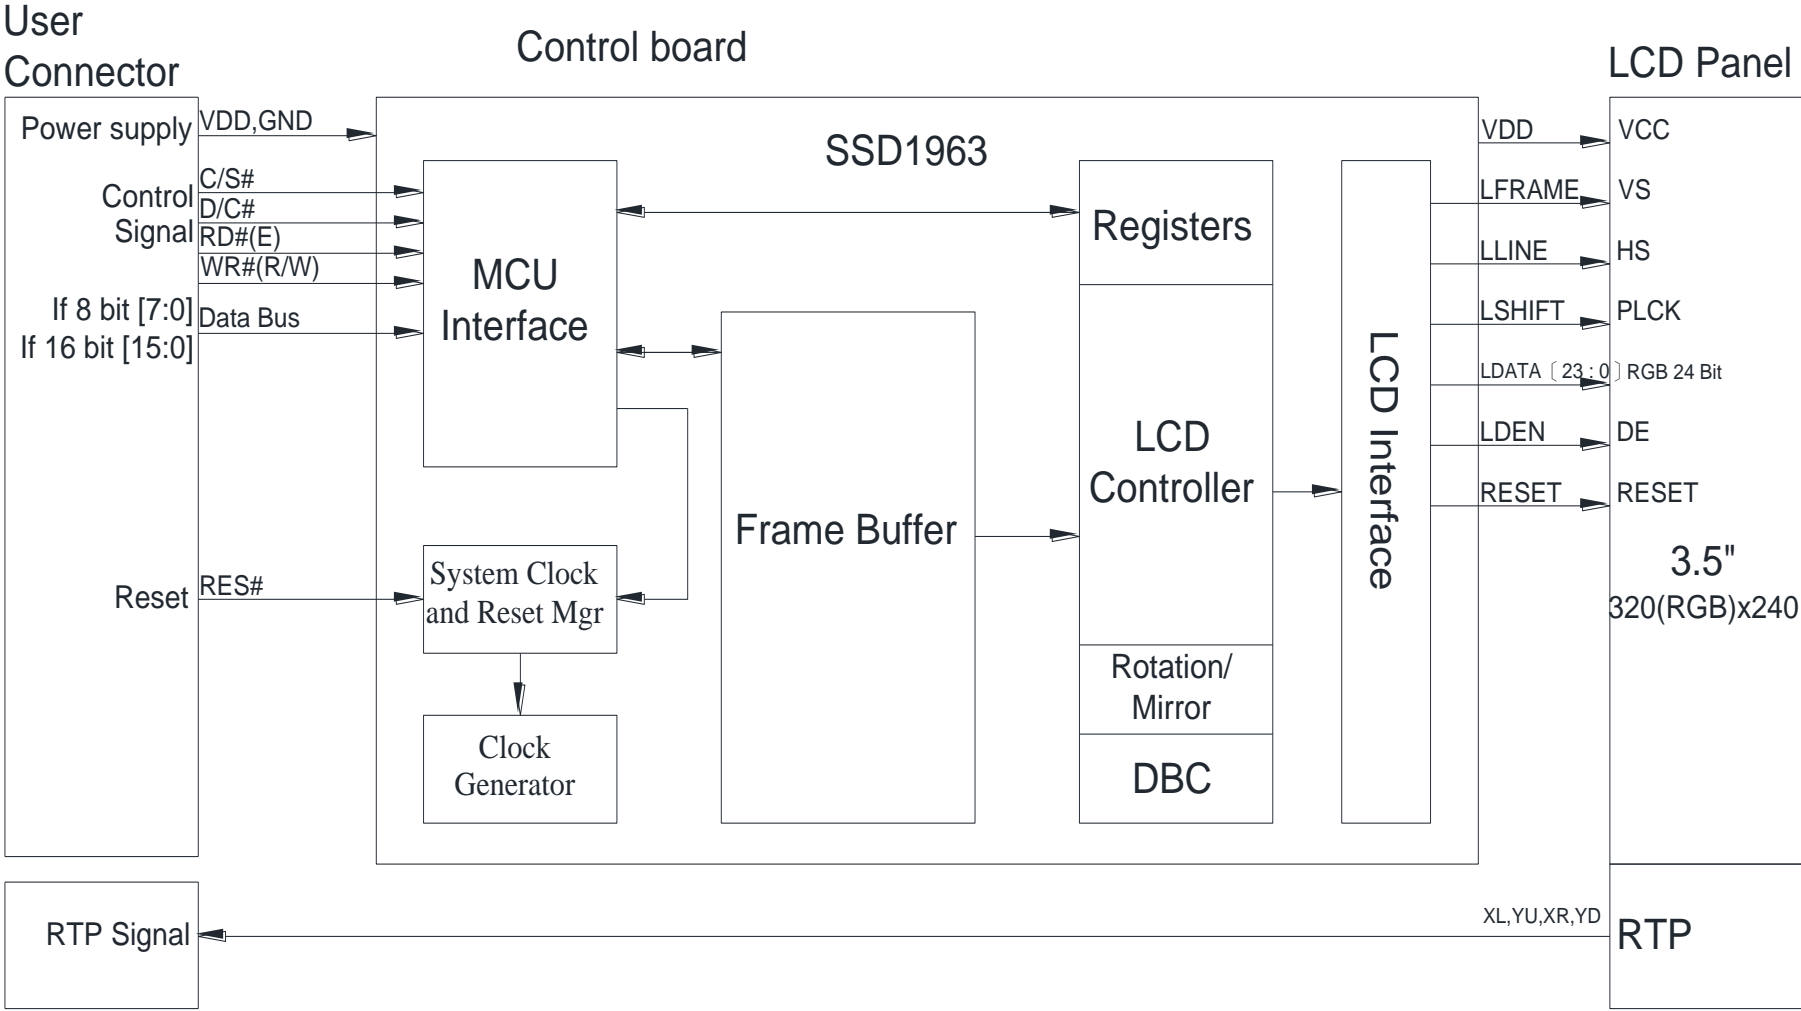 User
Connector
Control board
LCD Panel
Power supply
VDD,GND
Control
Signal
C/S#
D/C#
RD#(E)
WR#(R/W)
If 8 bit [7:0]
If 16 bit [15:0]
Data Bus
Reset
RES#
SSD1963
MCU
Interface
System Clock
and Reset Mgr
Clock
Generator
Frame Buffer
Registers
LCD
Controller
Rotation/
Mirror
DBC
LCD Interface
VDD
VCC
LFRAME
VS
LLINE
HS
LSHIFT
PLCK
LDATA〔23:0〕RGB 24 Bit
LDEN
DE
RESET
RESET
3.5"
320(RGB)x240
RTP Signal
XL,YU,XR,YD
RTP